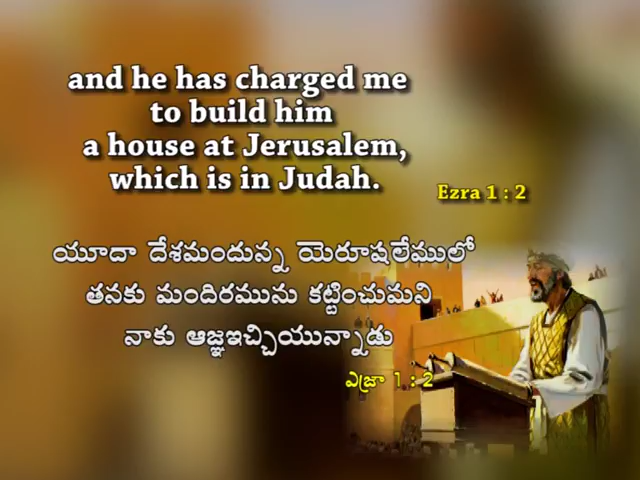 and he has charged me
to build him
a house at Jerusalem,
which is in Judah.
Ezra 1 : 2
యూదా దేశమందున్న యెరూషలేములో
తనకు మందిరమును కట్టించుమని
నాకు ఆజ్ఞఇచ్చియున్నాడు
ఎజ్రా 1 : 2